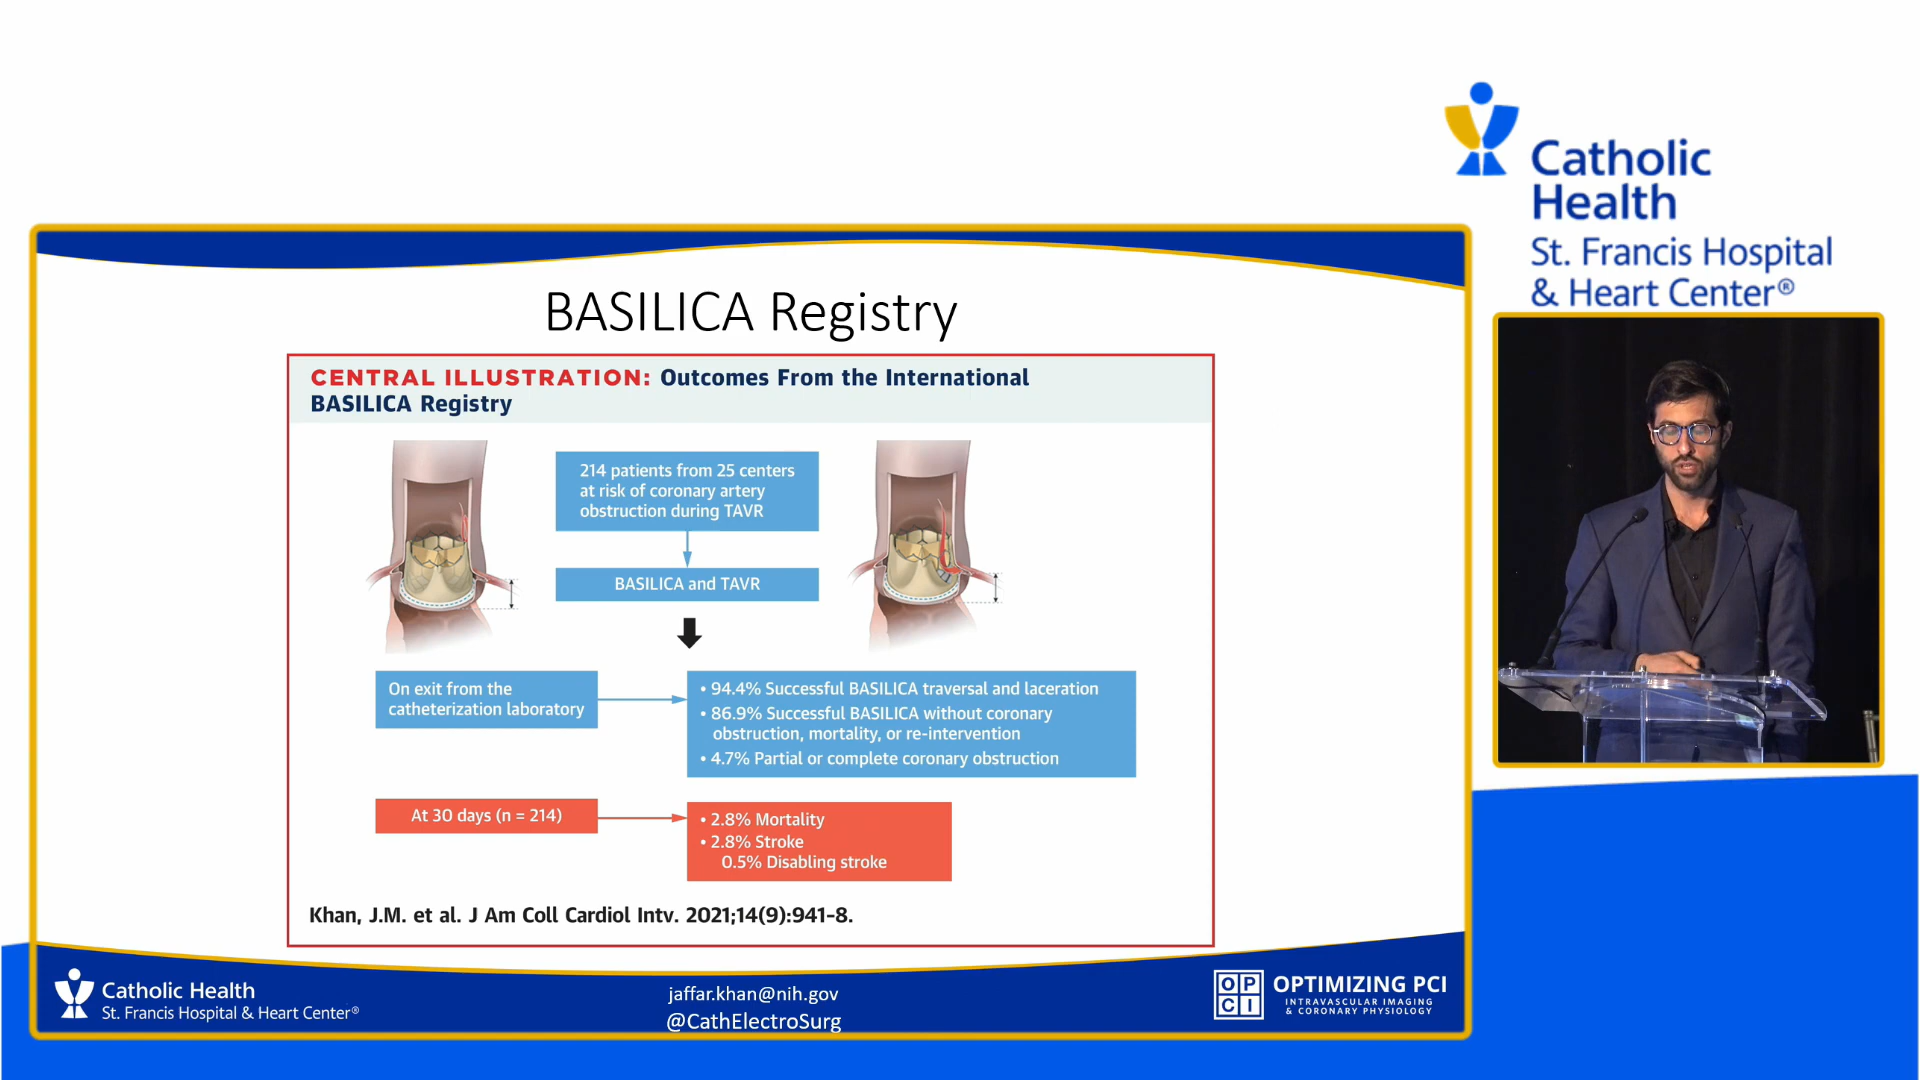 Catholic
Health
St. Francis Hospital
& Heart Center®
BASILICA Registry
CENTRAL ILLUSTRATION: Outcomes From the International
BASILICA Registry
214 patients from 25 centers
at risk of coronary artery
obstruction during TAVR
BASILICA and TAVR
On exit from the
catheterization laboratory
• 94.4% Successful BASILICA traversal and laceration
• 86.9% Successful BASILICA without coronary
obstruction, mortality, or re-intervention
• 4.7% Partial or complete coronary obstruction
At 30 days (n = 214)
• 2.8% Mortality
• 2.8% Stroke
0.5% Disabling stroke
Khan, J.M. et al. J Am Coll Cardiol Intv. 2021;14(9):941-8.
Catholic Health
St. Francis Hospital & Heart Center®
jaffar.khan@nih.gov
@CathElectroSurg
OP
CI
OPTIMIZING PCI
INTRAVASCULAR IMAGING
& CORONARY PHYSIOLOGY